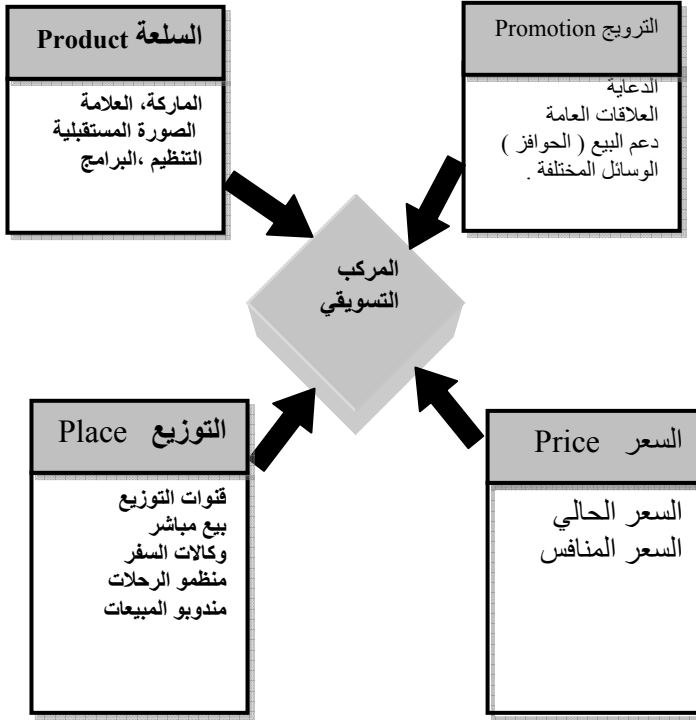 السلعة Product
الماركة، العلامة
الصورة المستقبلية
التنظيم ،البرامج
الترويج Promotion
الدعاية
العلاقات العامة
دعم البيع ( الحوافز )
الوسائل المختلفة .
المركب
التسويقي
التوزيع Place
قنوات التوزيع
بيع مباشر
وكالات السفر
منظمو الرحلات
مندوبو المبيعات
السعر Price
السعر الحالي
السعر المنافس